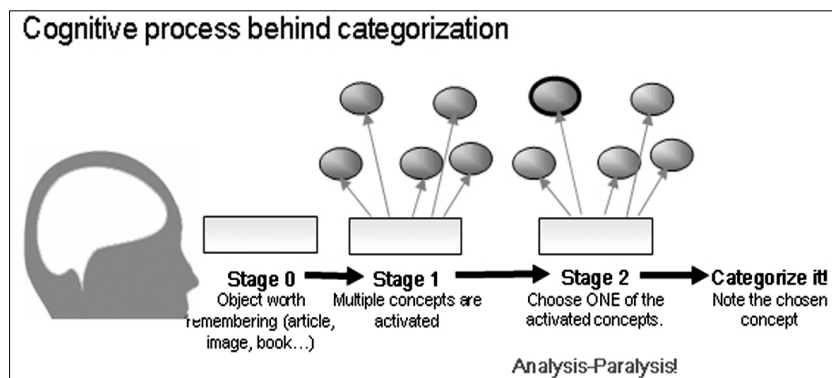 Cognitive process behind categorization
Stage 0
Object worth
remembering (article,
image, book...)
Stage 1
Multiple concepts are
activated
Stage 2
Choose ONE of the
activated concepts.
Categorize it!
Note the chosen
concept
Analysis-Paralysis!